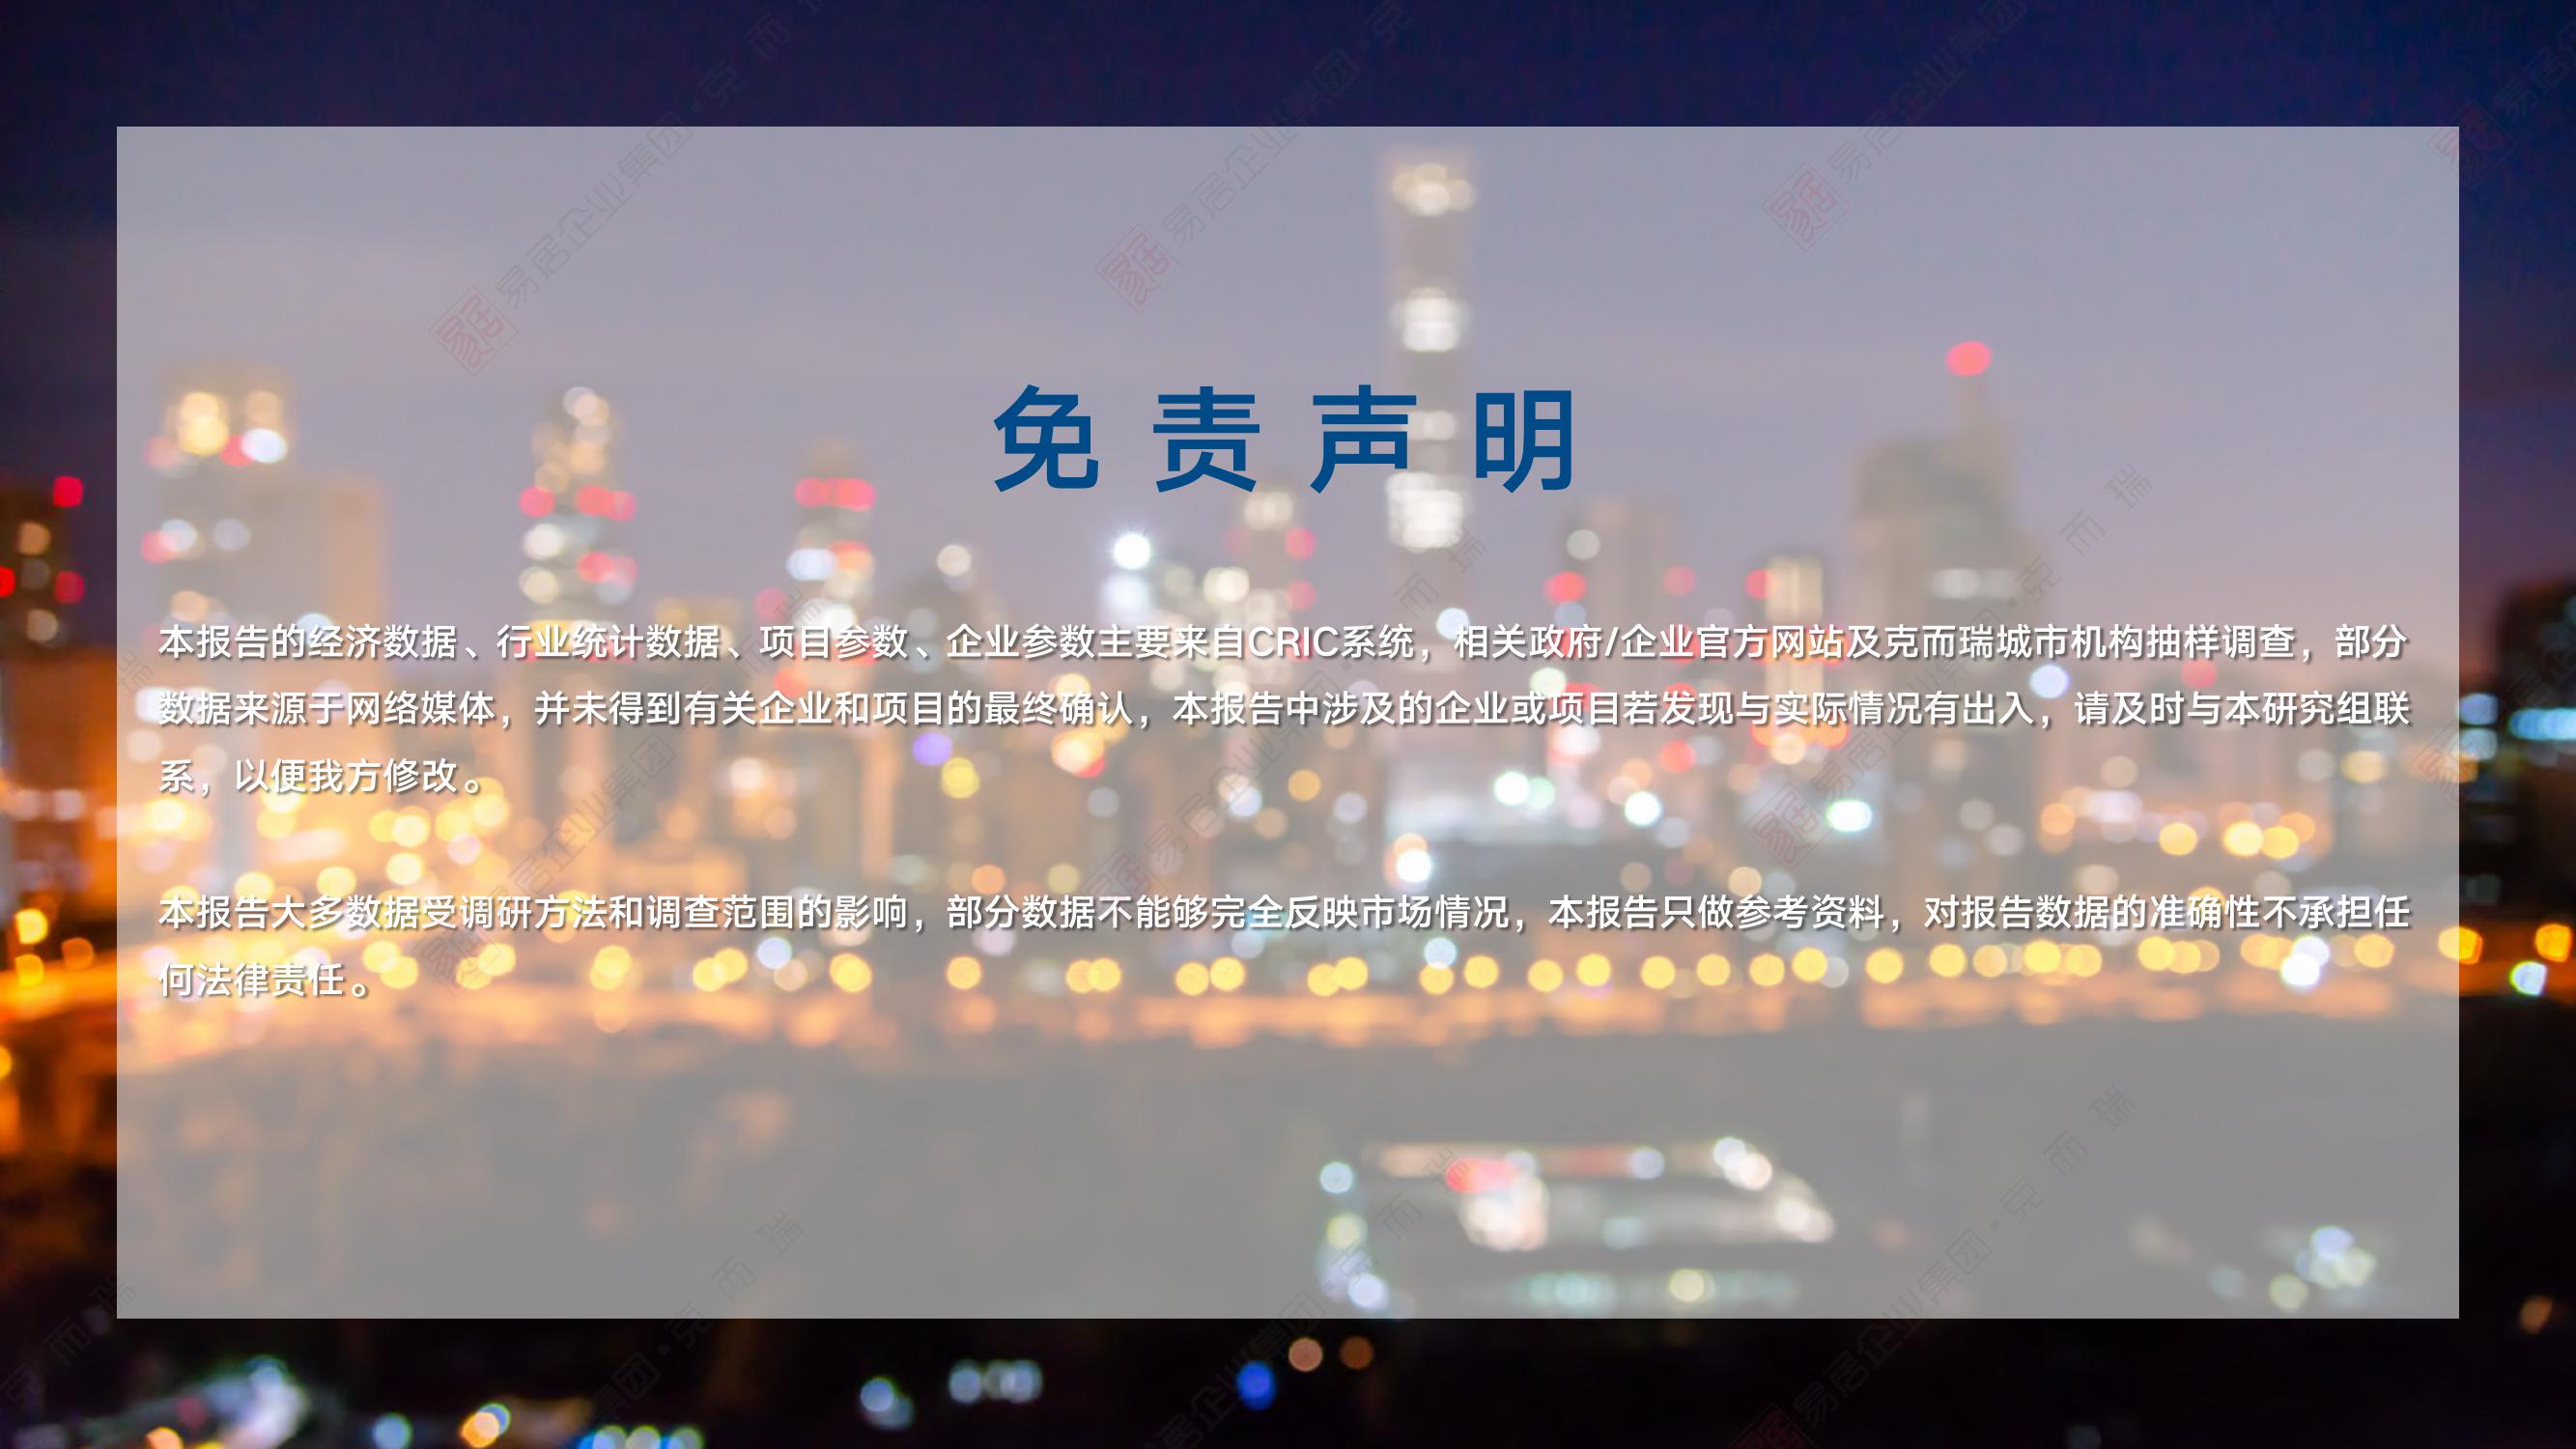 免责声明
本报告的经济数据、行业统计数据、项目参数、企业参数主要来自CRIC系统，相关政府/企业官方网站及克而瑞城市机构抽样调查，部分
数据来源于网络媒体，并未得到有关企业和项目的最终确认，本报告中涉及的企业或项目若发现与实际情况有出入，请及时与本研究组联
系，以便我方修改。
本报告大多数据受调研方法和调查范围的影响，部分数据不能够完全反映市场情况，本报告只做参考资料，对报告数据的准确性不承担任
何法律责任。
易居企业集团·克而瑞